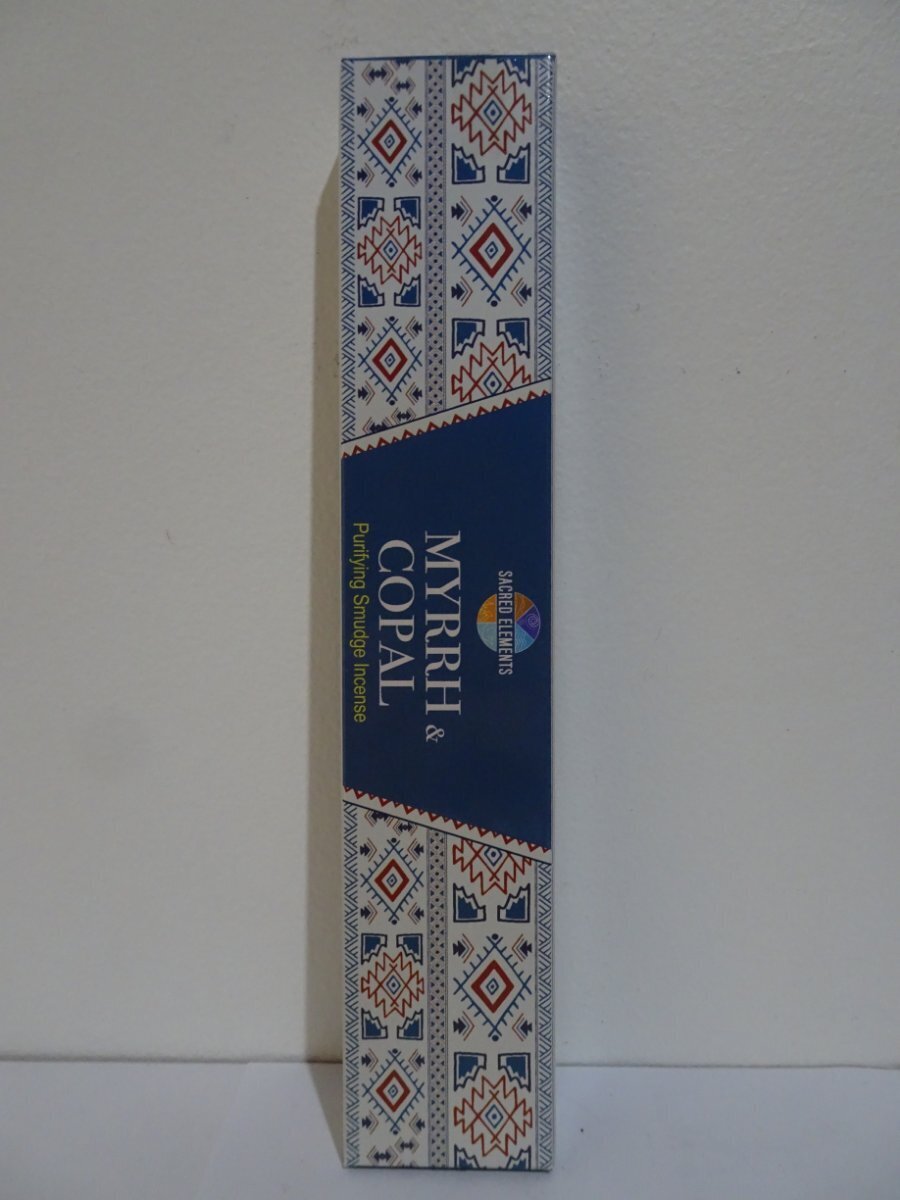 SACRED ELEMENTS
MYRRH &
COPAL
Purifying Smudge Incense